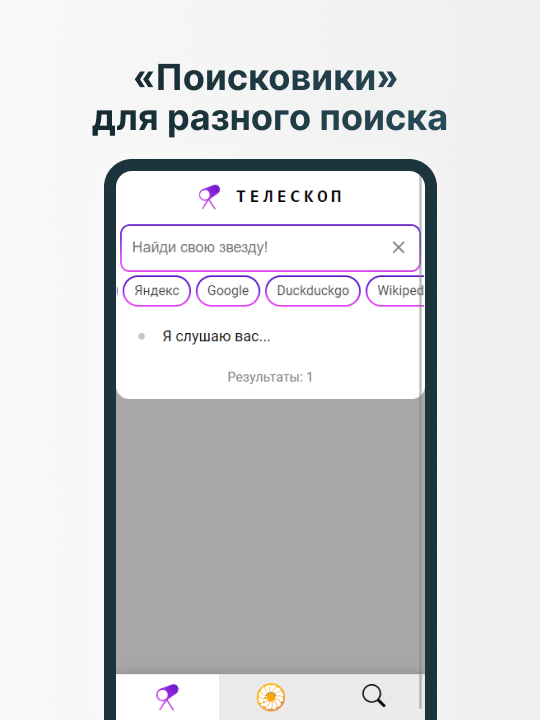 «Поисковики»
для разного поиска
ТЕЛЕСКОП
Найди свою звезду!
Яндекс Google Duckduckgo Wikiped
Я слушаю вас...
Результаты: 1